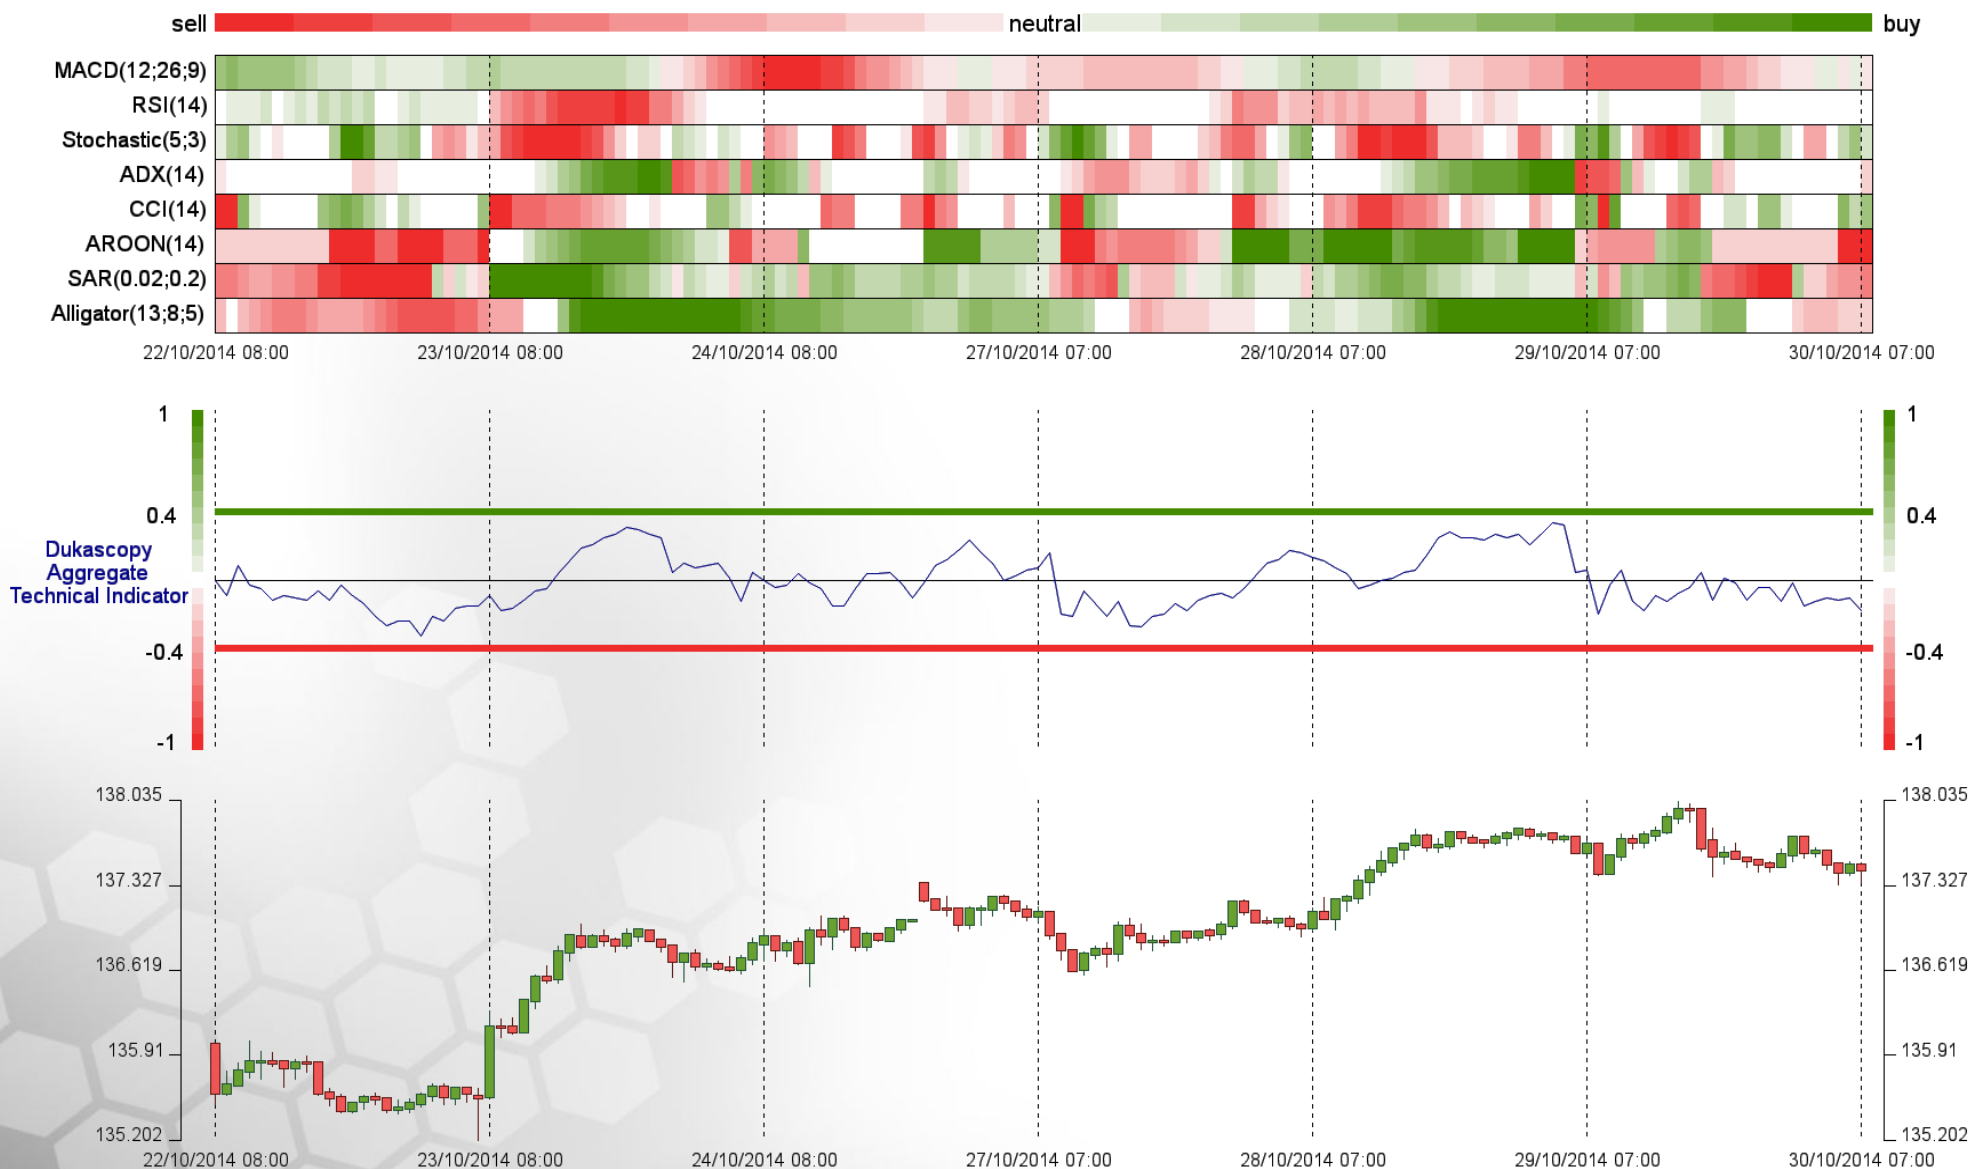 sell neutral buy
MACD(12;26;9)
RSI(14)
Stochastic(5;3)
ADX(14)
CCI(14)
AROON(14)
SAR(0.02;0.2)
Alligator(13;8;5)
22/10/2014 08:00 23/10/2014 08:00 24/10/2014 08:00 27/10/2014 07:00 28/10/2014 07:00 29/10/2014 07:00 30/10/2014 07:00
1 1
0.4 0.4
Dukascopy
Aggregate
Technical Indicator
-0.4 -0.4
-1 -1
138.035 138.035
137.327 137.327
136.619 136.619
135.91 135.91
135.202 135.202
22/10/2014 08:00 23/10/2014 08:00 24/10/2014 08:00 27/10/2014 07:00 28/10/2014 07:00 29/10/2014 07:00 30/10/2014 07:00